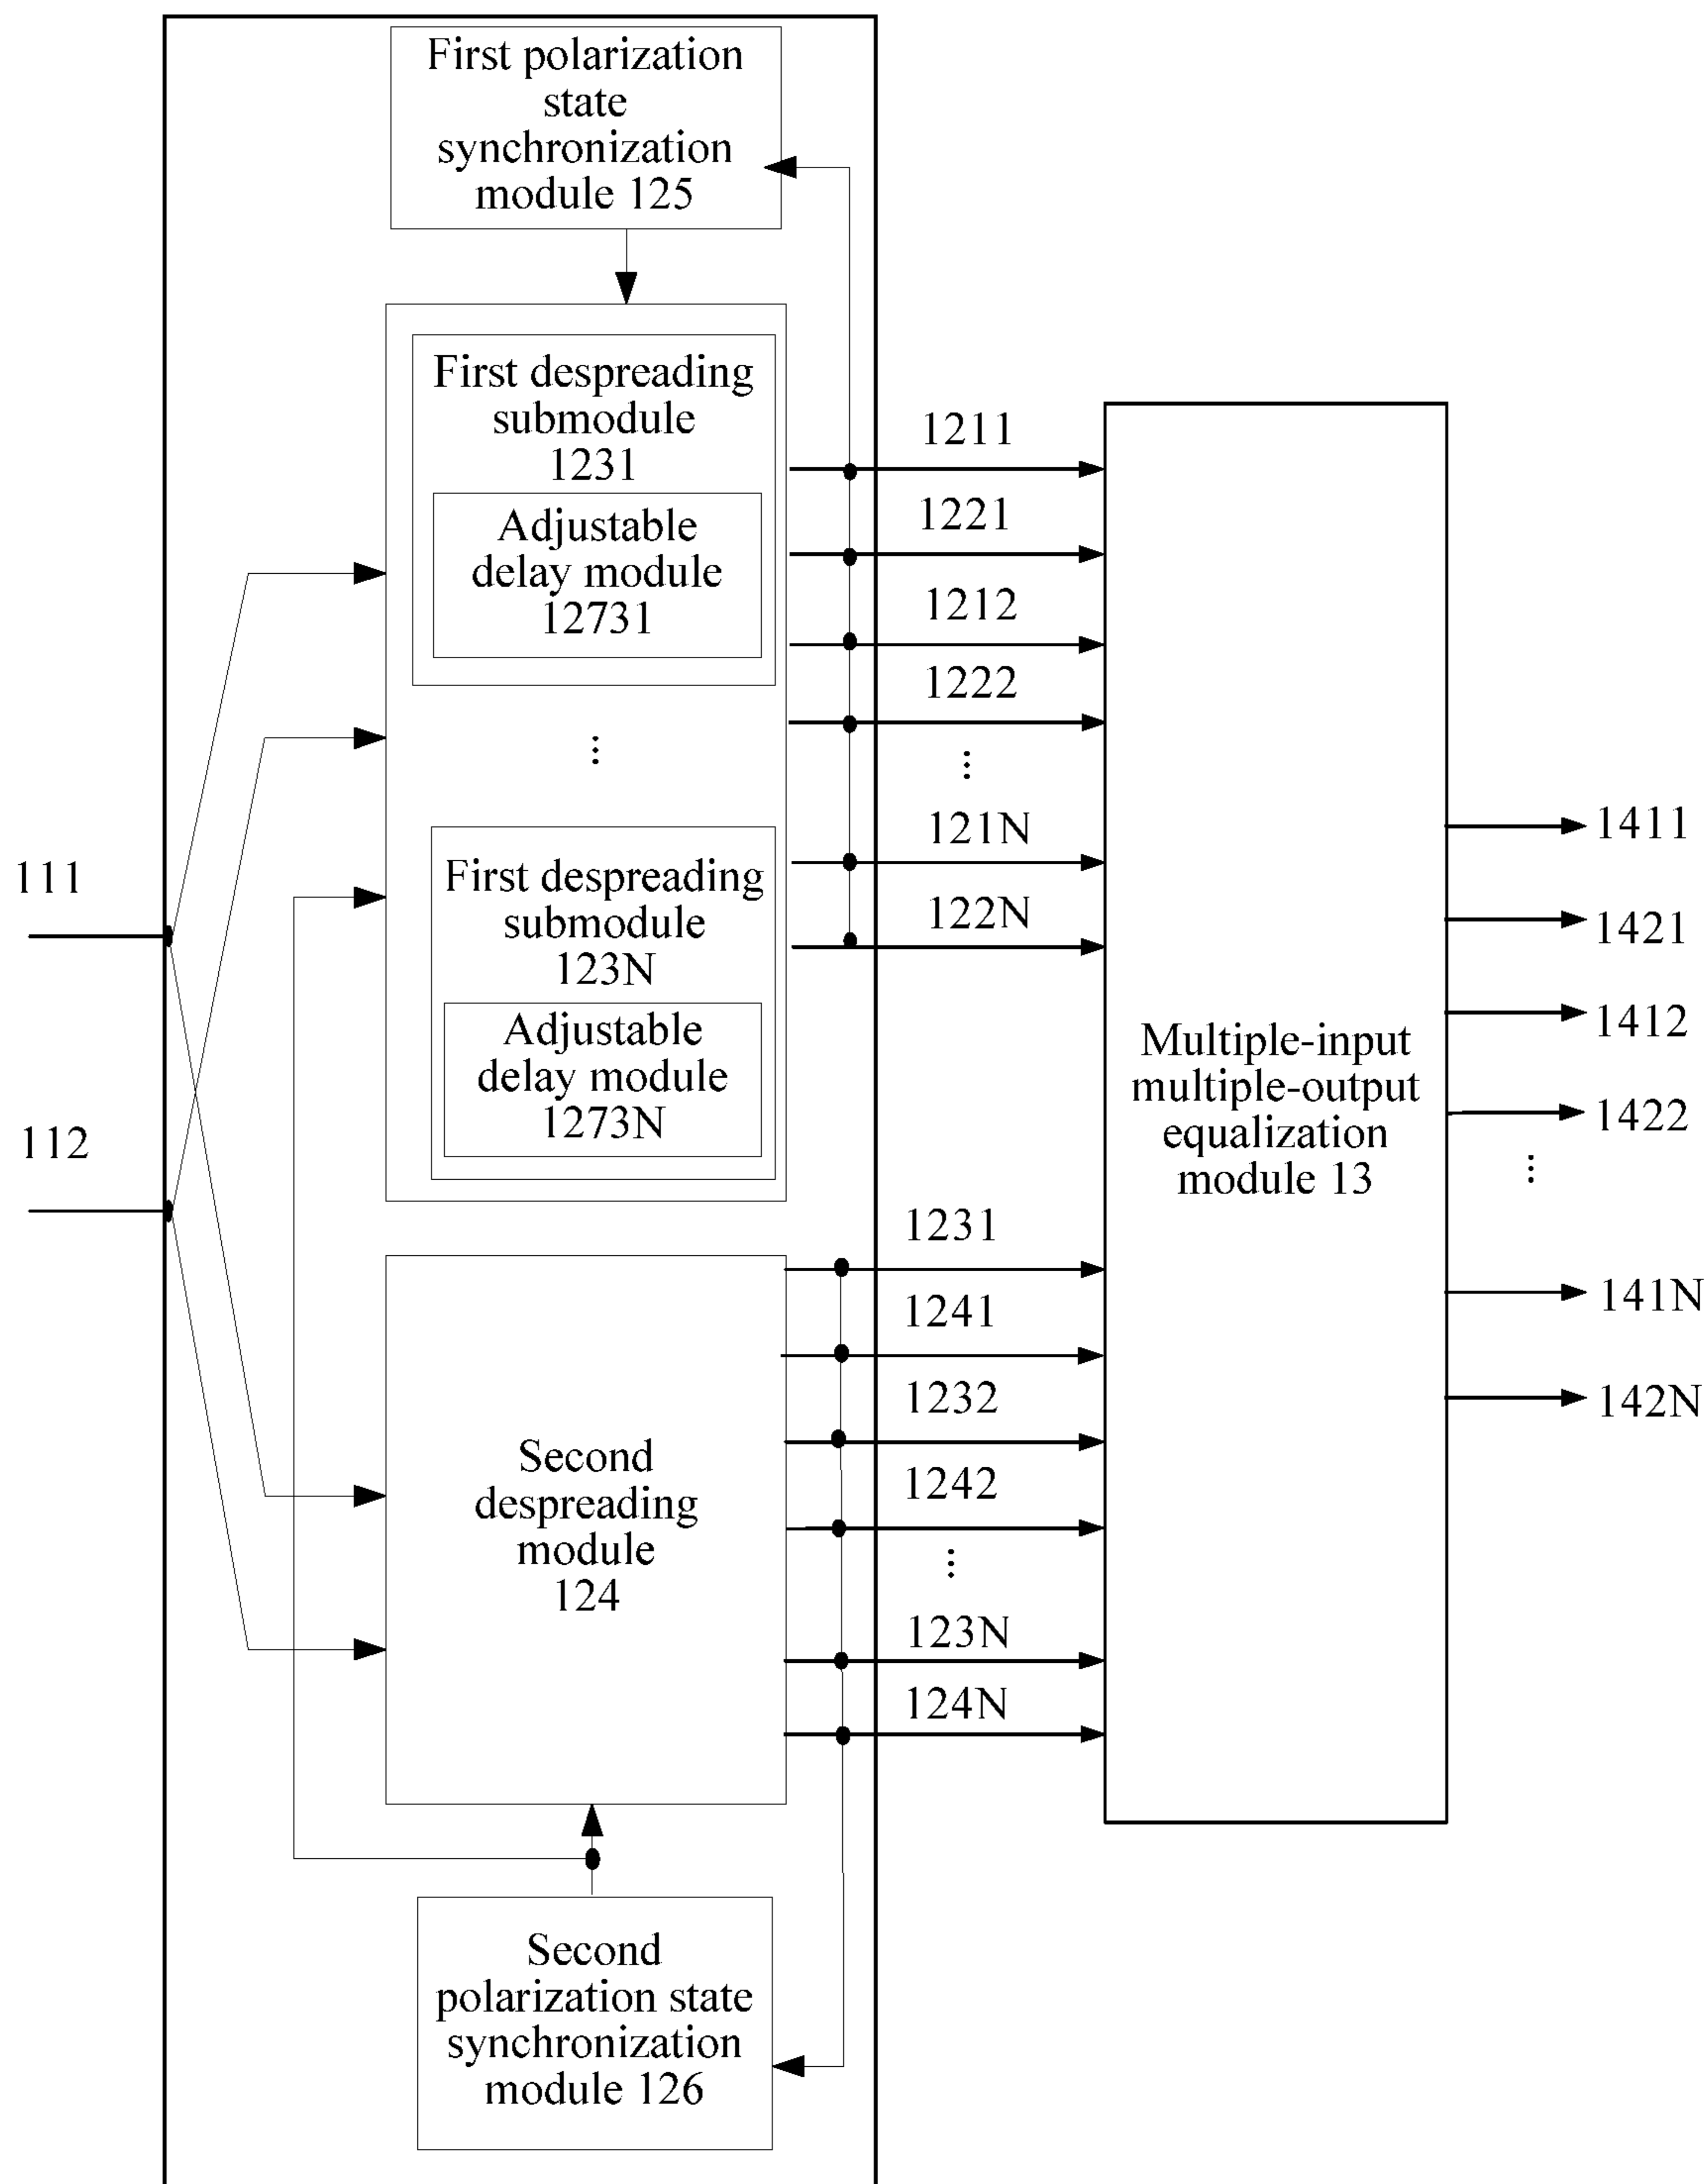 First polarization
state
synchronization
module 125
First despreading
submodule
1231
Adjustable
delay module
12731
⋮
First despreading
submodule
123N
Adjustable
delay module
1273N
111
112
1211
1221
1212
1222
⋮
121N
122N
Second
despreading
module
124
1231
1241
1232
1242
⋮
123N
124N
Second
polarization state
synchronization
module 126
Multiple-input
multiple-output
equalization
module 13
1411
1421
1412
1422
⋮
141N
142N